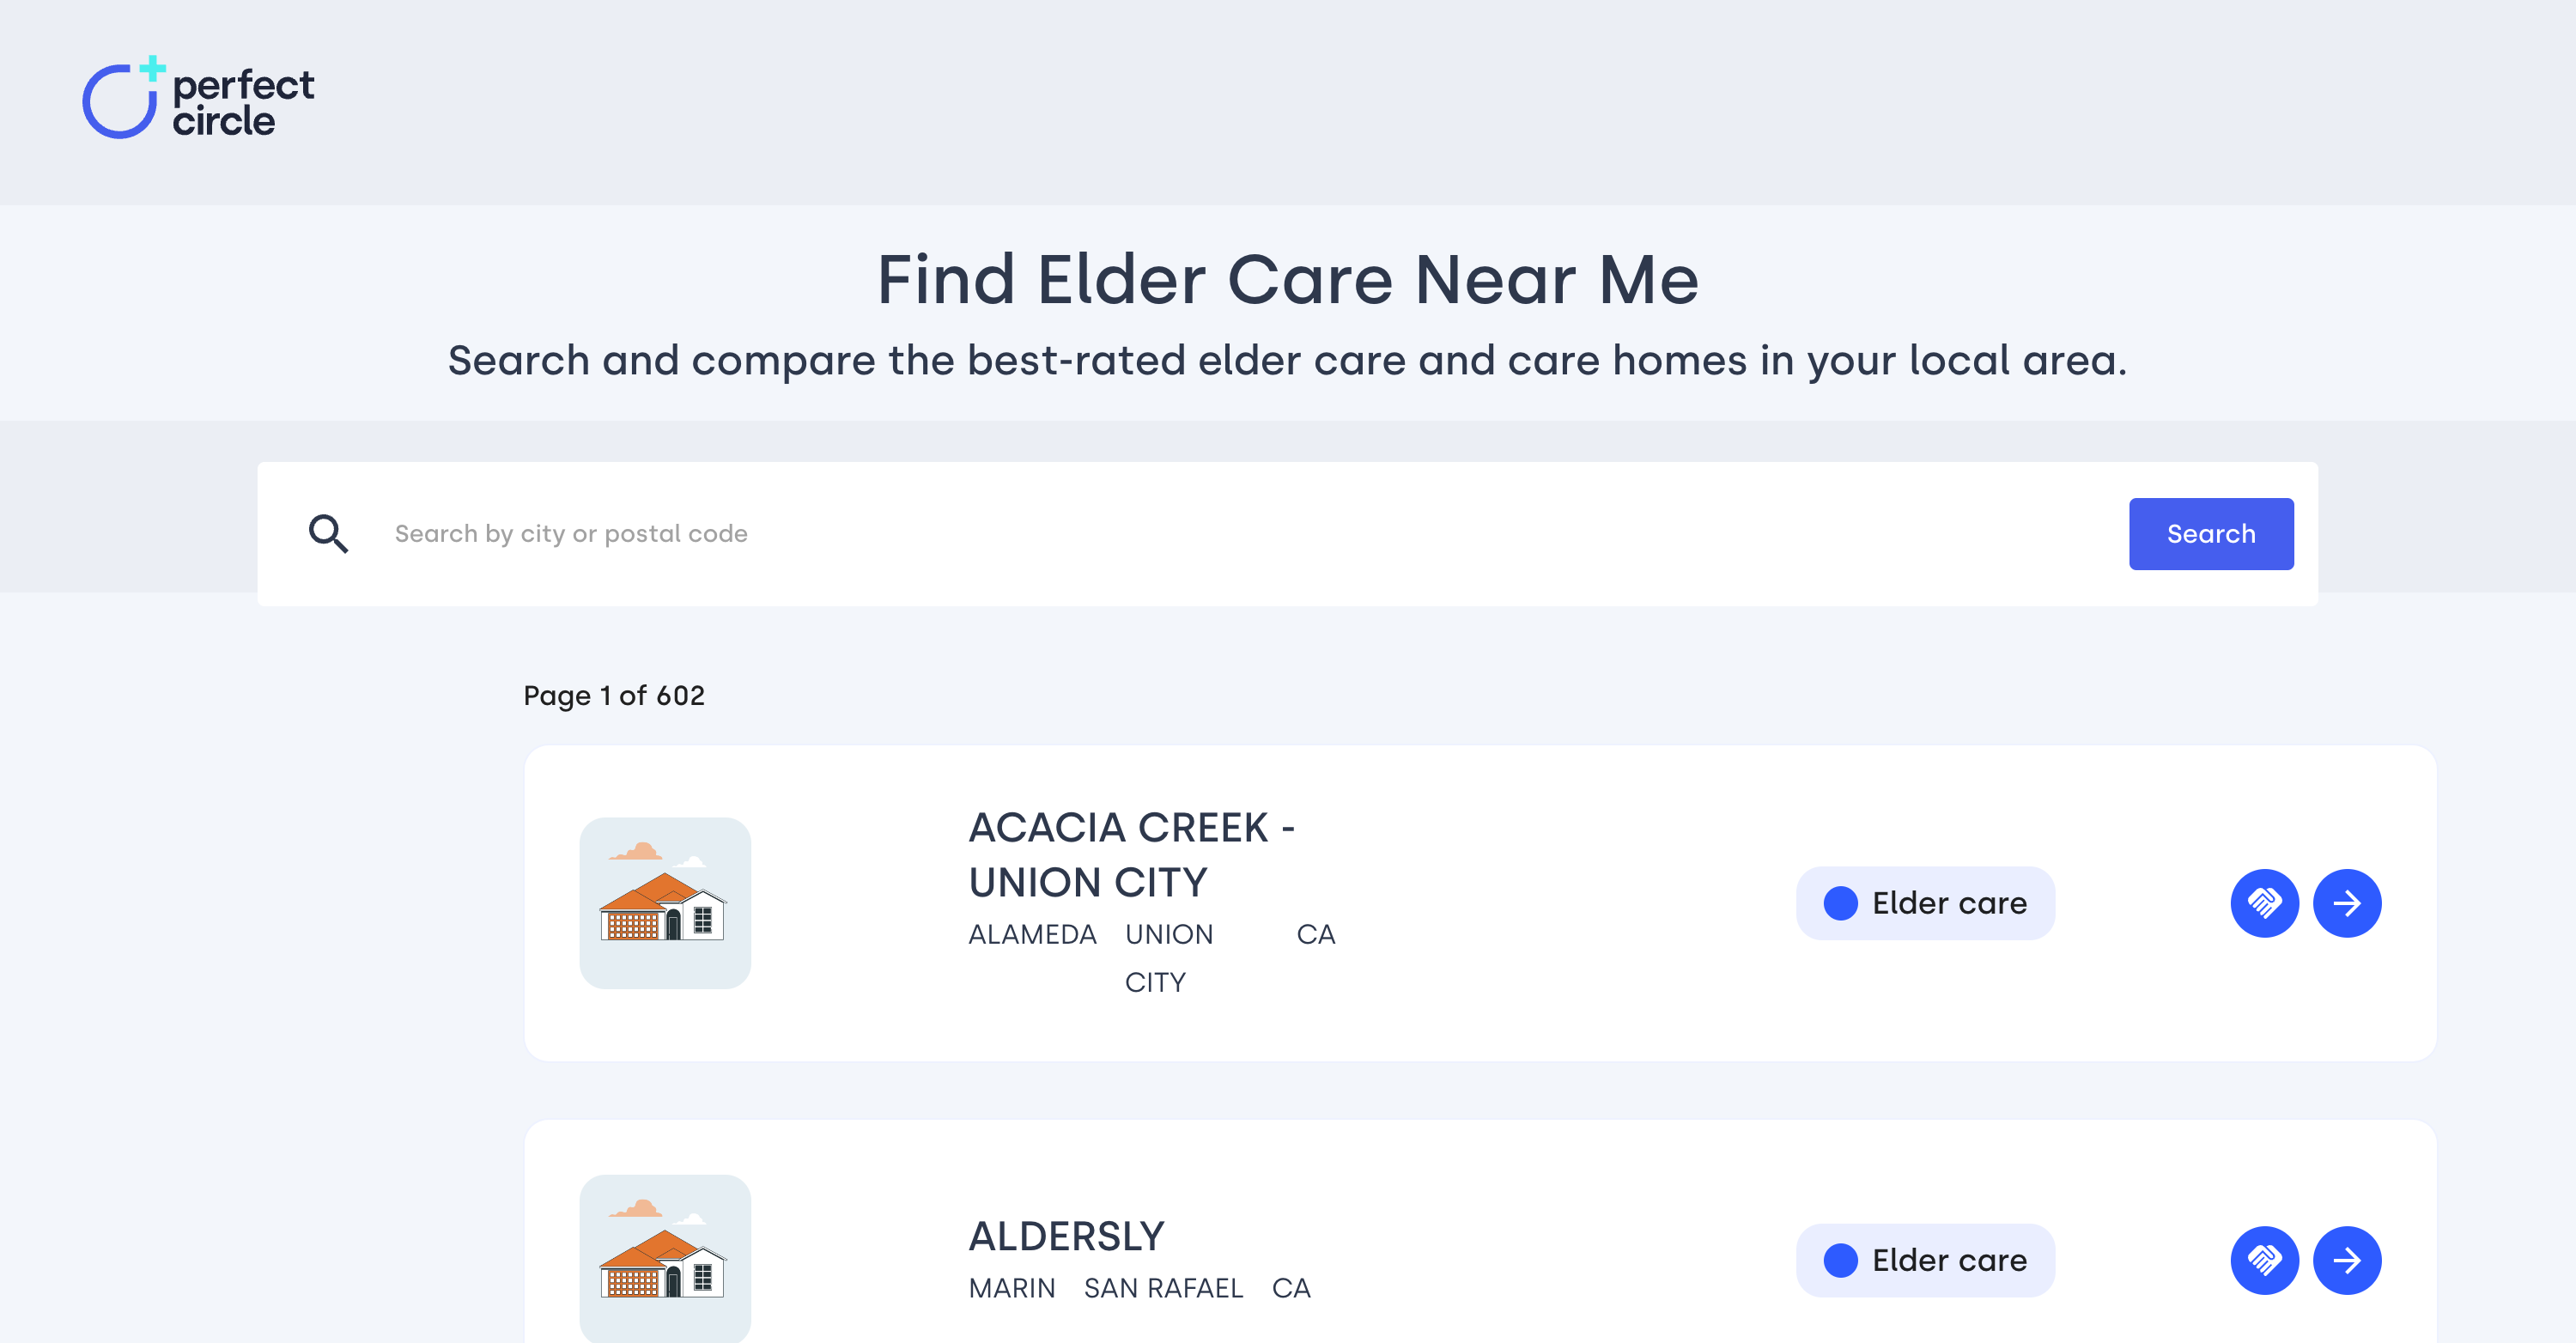 perfect
circle
Find Elder Care Near Me
Search and compare the best-rated elder care and care homes in your local area.
Search by city or postal code
Search
Page 1 of 602
ACACIA CREEK -
UNION CITY
ALAMEDA UNION CA
CITY
Elder care
ALDERSLY
MARIN SAN RAFAEL CA
Elder care